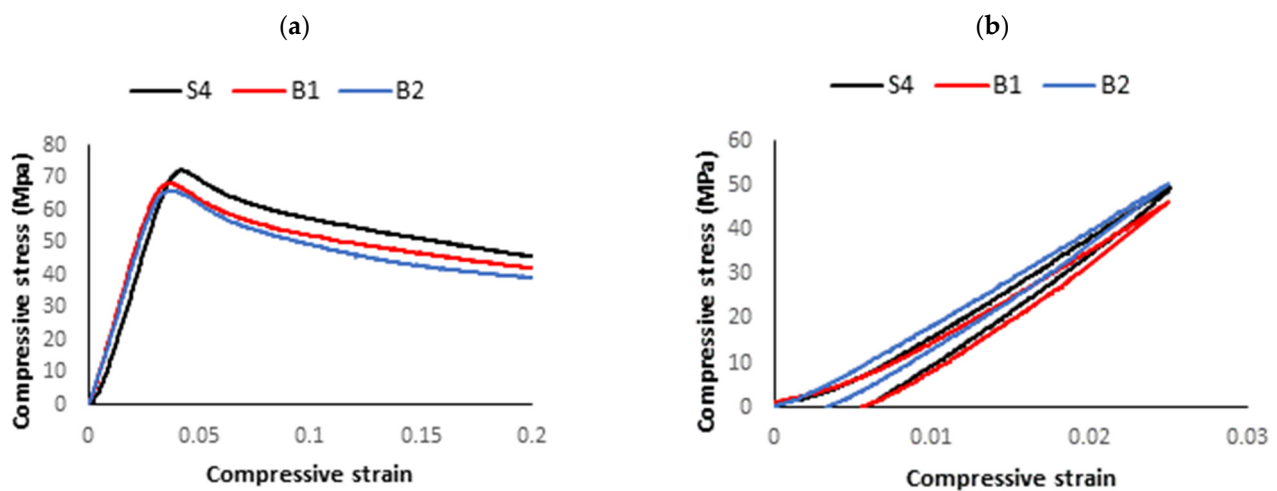 (a)
S4 B1 B2
80
70
60
50
40
30
20
10
0
Compressive stress (Mpa)
0 0.05 0.1 0.15 0.2
Compressive strain
(b)
S4 B1 B2
60
50
40
30
20
10
0
Compressive stress (MPa)
0 0.01 0.02 0.03
Compressive strain